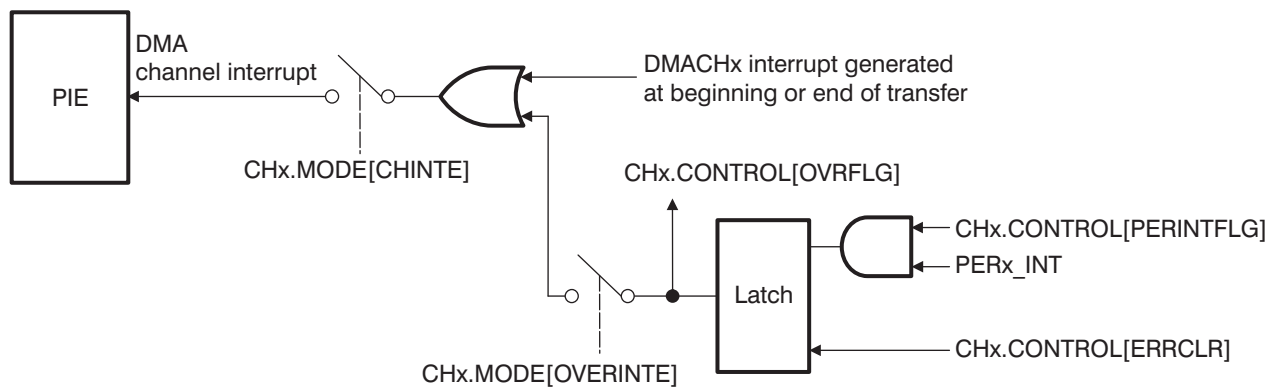 DMA
channel interrupt
PIE
DMACHx interrupt generated
at beginning or end of transfer
CHx.MODE[CHINTE]
CHx.CONTROL[OVRFLG]
CHx.CONTROL[PERINTFLG]
PERx_INT
Latch
CHx.CONTROL[ERRCLR]
CHx.MODE[OVERINTE]